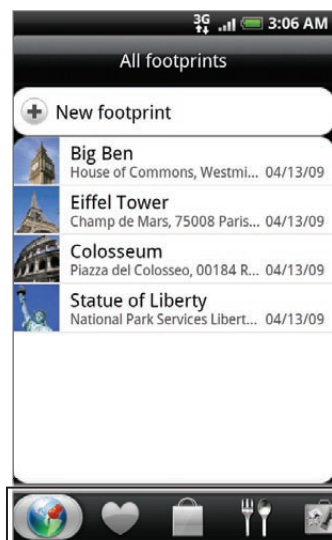 3G 3:06 AM
All footprints
New footprint
Big Ben
House of Commons, Westmi... 04/13/09
Eiffel Tower
Champ de Mars, 75008 Paris... 04/13/09
Colosseum
Piazza del Colosseo, 00184 R... 04/13/09
Statue of Liberty
National Park Services Libert... 04/13/09